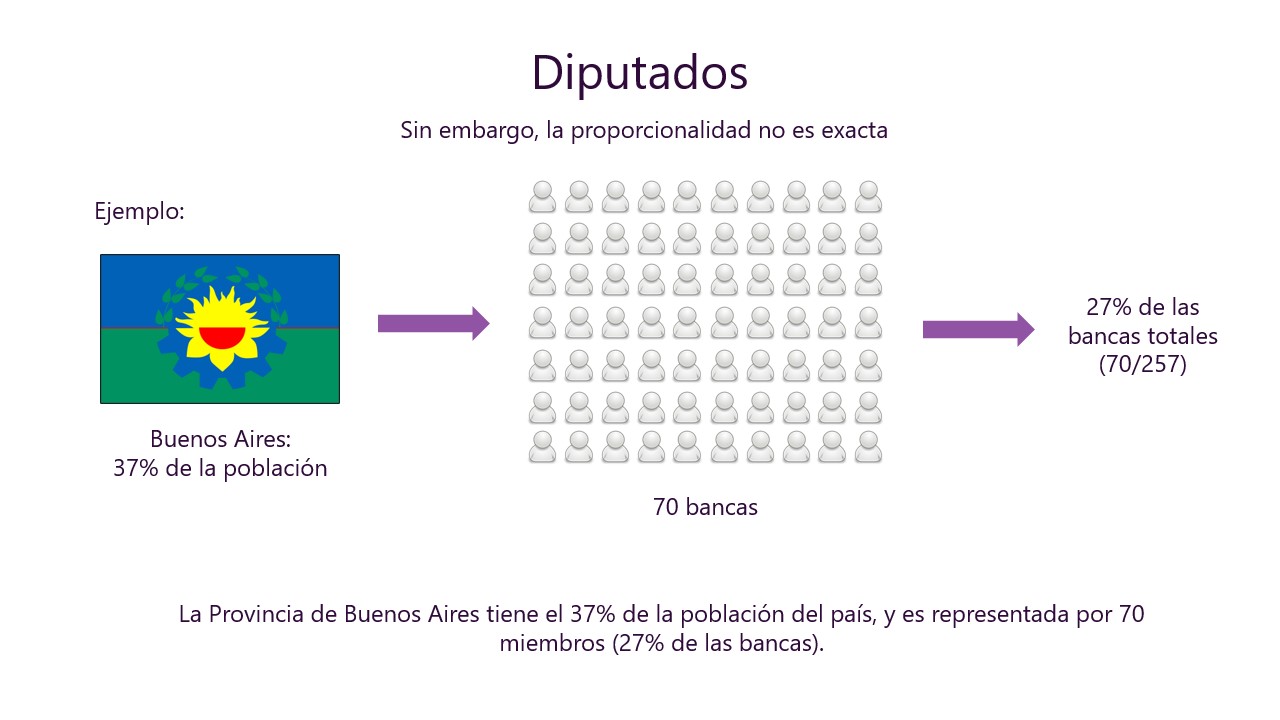 Diputados
Sin embargo, la proporcionalidad no es exacta
Ejemplo:
Buenos Aires:
37% de la población
70 bancas
27% de las
bancas totales
(70/257)
La Provincia de Buenos Aires tiene el 37% de la población del país, y es representada por 70
miembros (27% de las bancas).